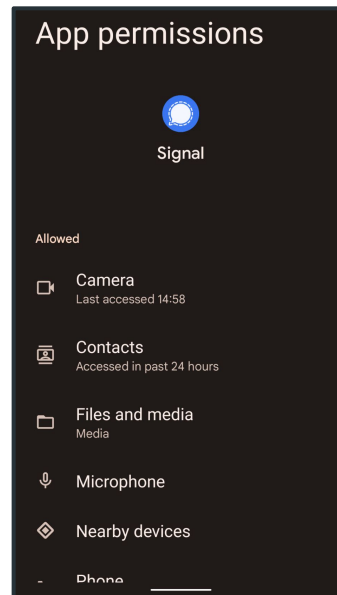 App permissions
Signal
Allowed
Camera
Last accessed 14:58
Contacts
Accessed in past 24 hours
Files and media
Media
Microphone
Nearby devices
Phone